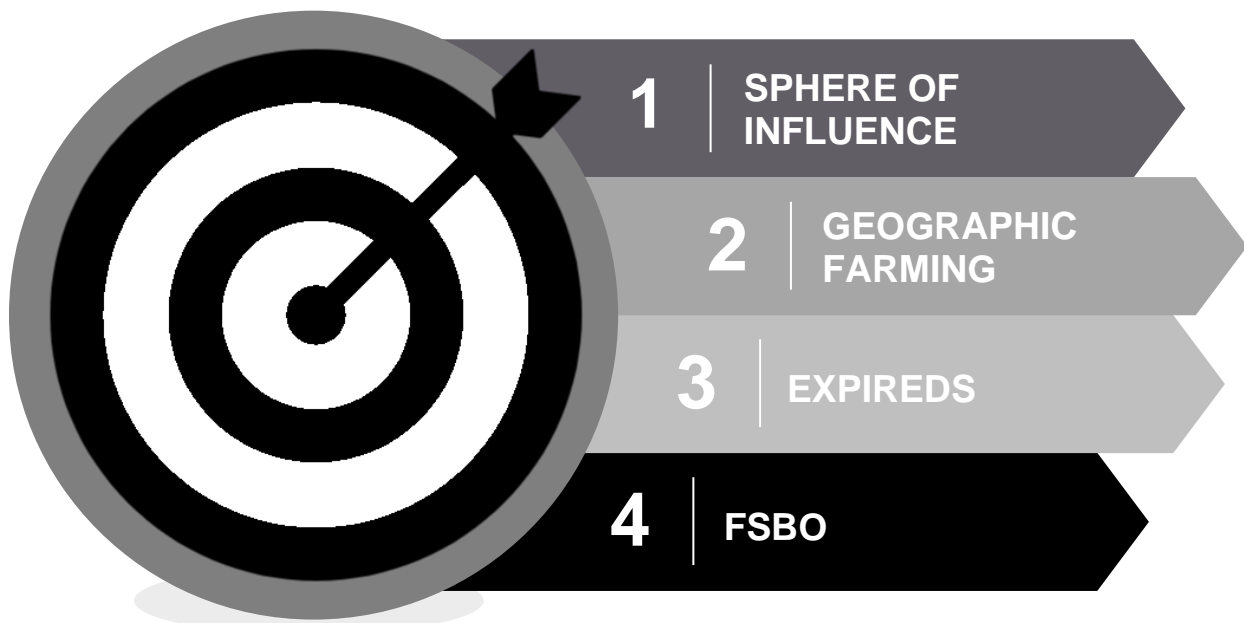 1
SPHERE OF
INFLUENCE
2
GEOGRAPHIC
FARMING
3
EXPIREDS
4
FSBO